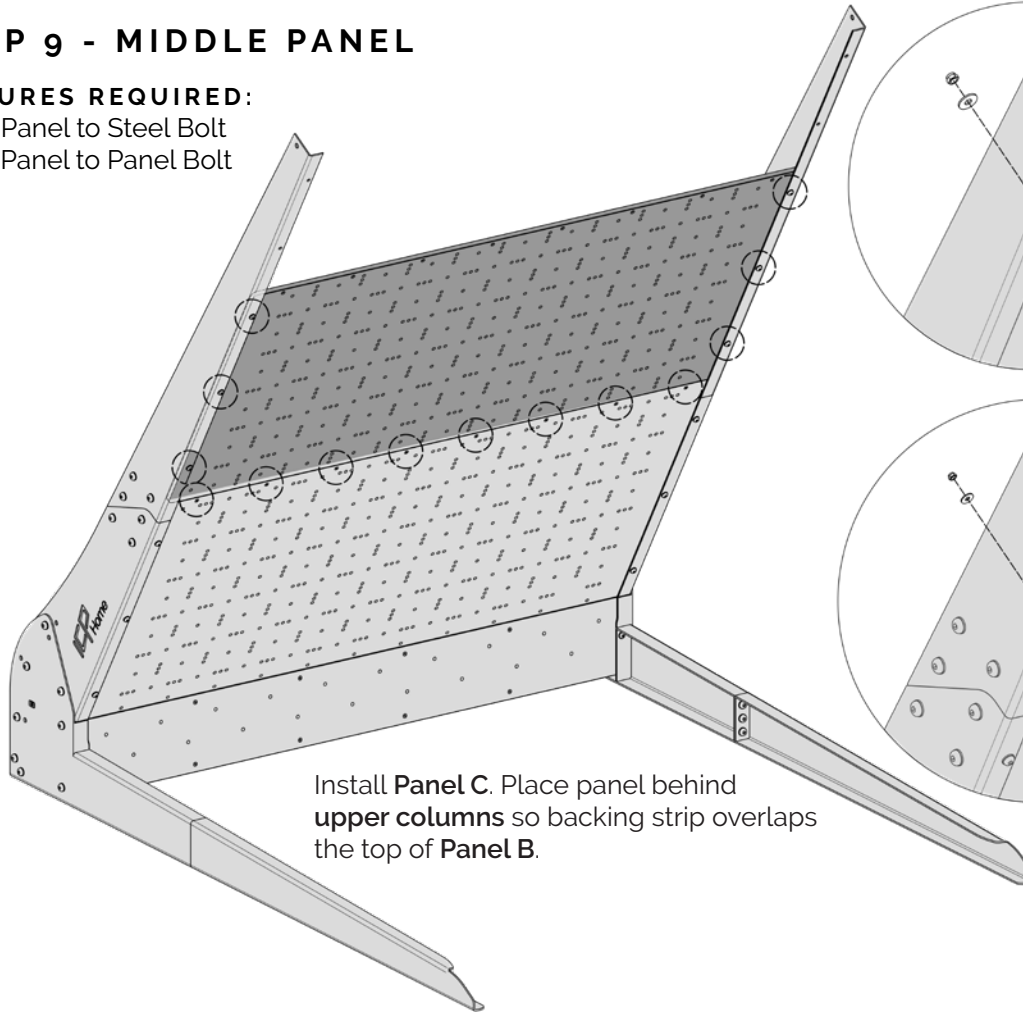 P 9 - MIDDLE PANEL
URES REQUIRED:
Panel to Steel Bolt
Panel to Panel Bolt
Home
Install Panel C. Place panel behind
upper columns so backing strip overlaps
the top of Panel B.